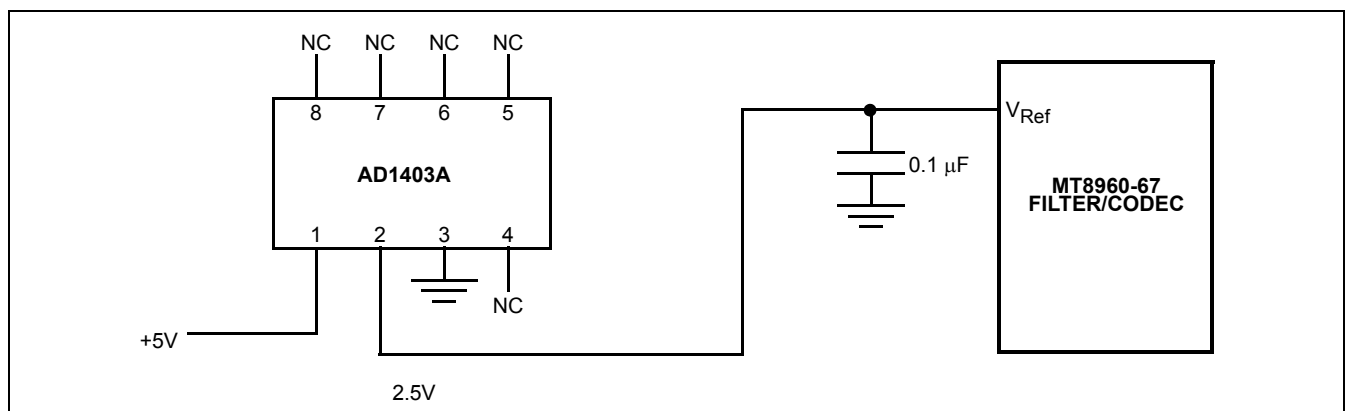 NC NC NC NC
8 7 6 5
AD1403A
1 2 3 4
NC
+5V
2.5V
0.1 μF
VRef
MT8960-67
FILTER/CODEC